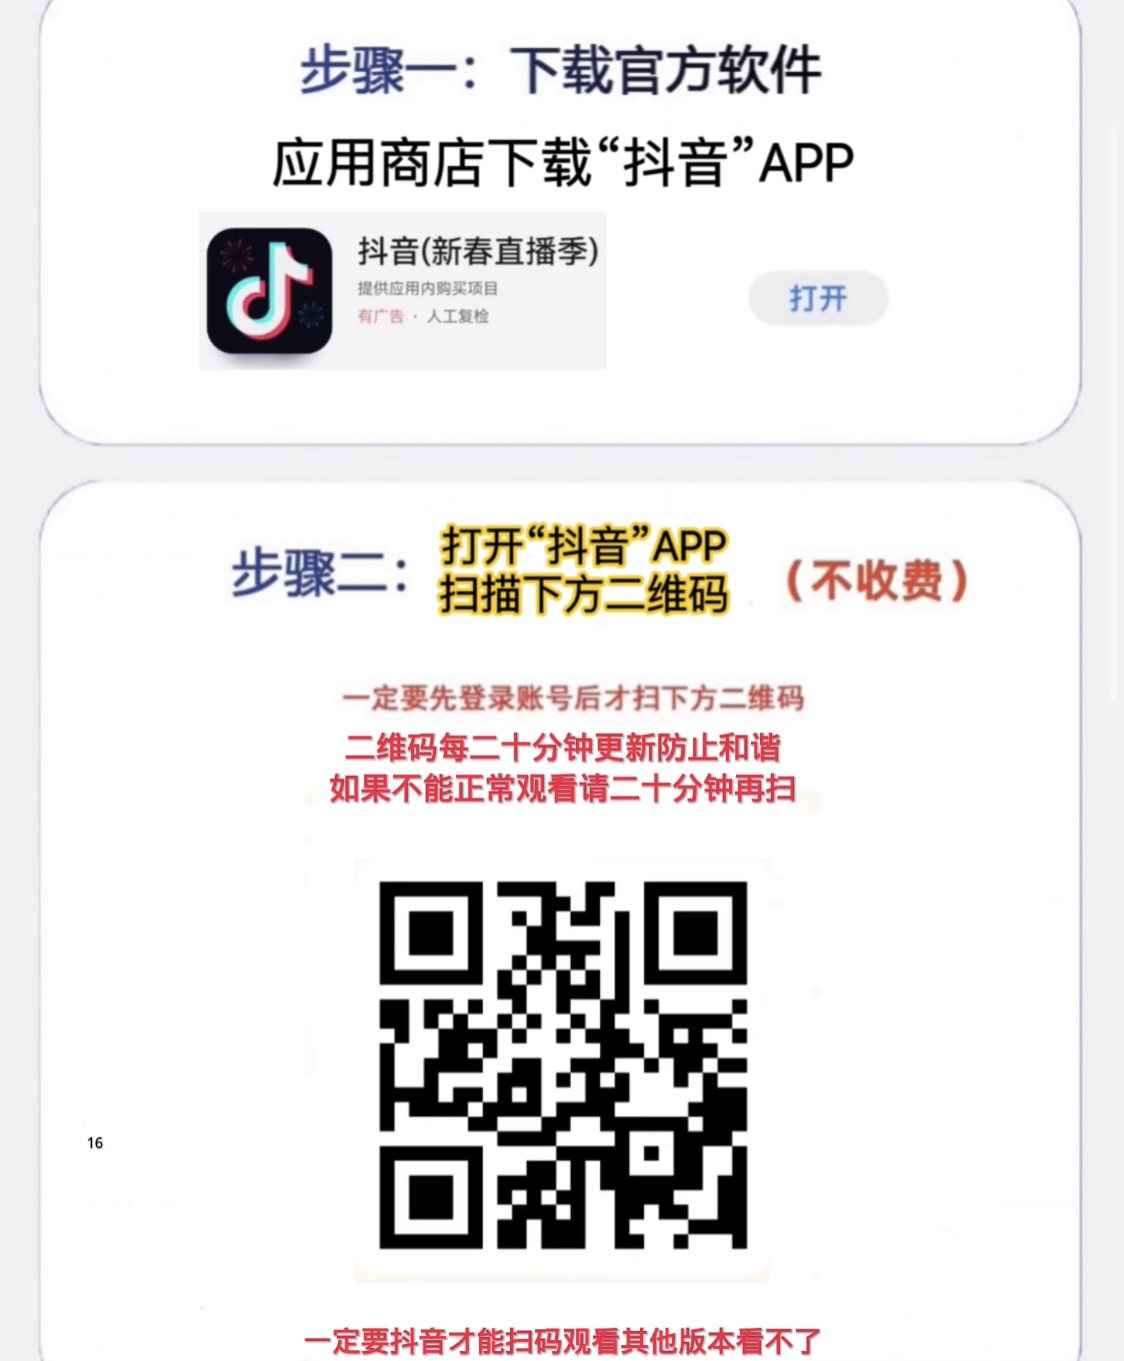 步骤一：下载官方软件
应用商店下载“抖音”APP
抖音(新春直播季)
提供应用内购买项目
有广告 · 人工复检
打开
步骤二：
打开“抖音”APP
扫描下方二维码
（不收费）
一定要先登录账号后才扫下方二维码
二维码每二十分钟更新防止和谐
如果不能正常观看请二十分钟再扫
16
一定要抖音才能扫码观看其他版本看不了